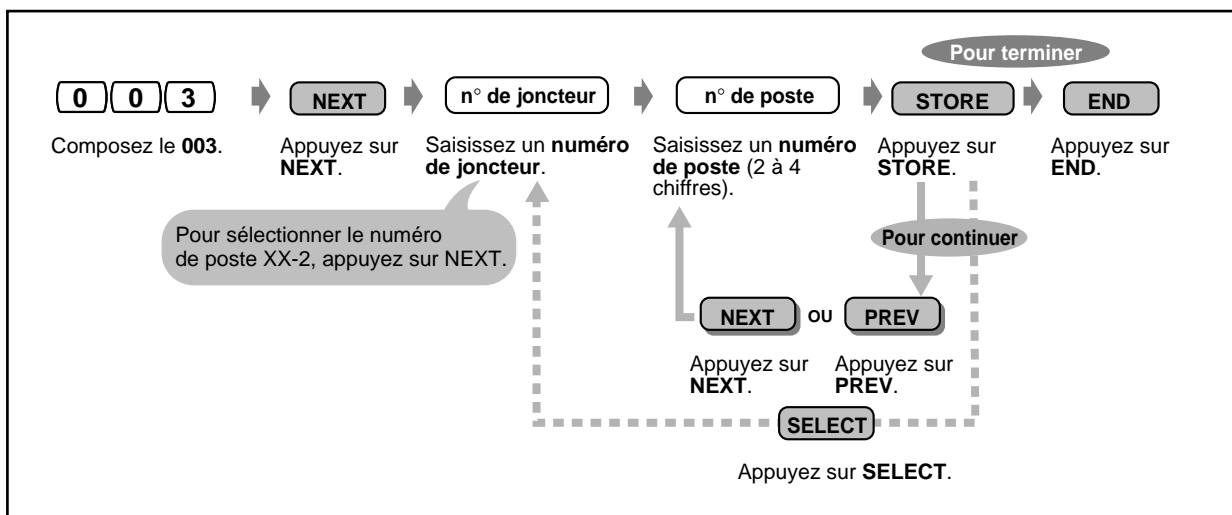 Pour terminer
0 0 3
NEXT
n° de joncteur
n° de poste
STORE
END
Composez le 003.
Appuyez sur
NEXT.
Saisissez un numéro
de joncteur.
Saisissez un numéro
de poste (2 à 4
chiffres).
Appuyez sur
STORE.
Appuyez sur
END.
Pour sélectionner le numéro
de poste XX-2, appuyez sur NEXT.
Pour continuer
NEXT OU PREV
Appuyez sur
NEXT.
Appuyez sur
PREV.
SELECT
Appuyez sur SELECT.